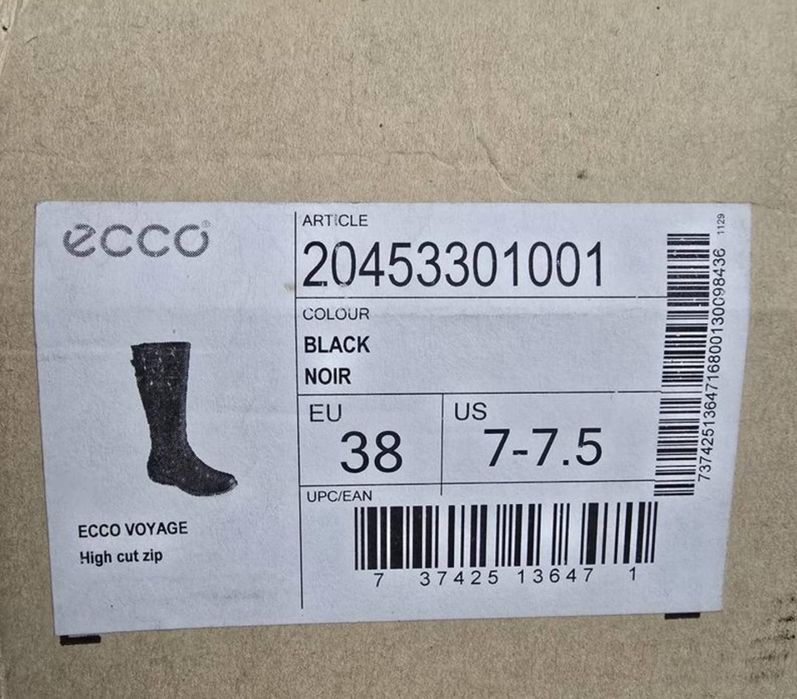 ecco®
ARTICLE
20453301001
COLOUR
BLACK
NOIR
EU
38
US
7-7.5
UPC/EAN
7 37425 13647 1
ECCO VOYAGE
High cut zip
1129
7374251364716800130098436